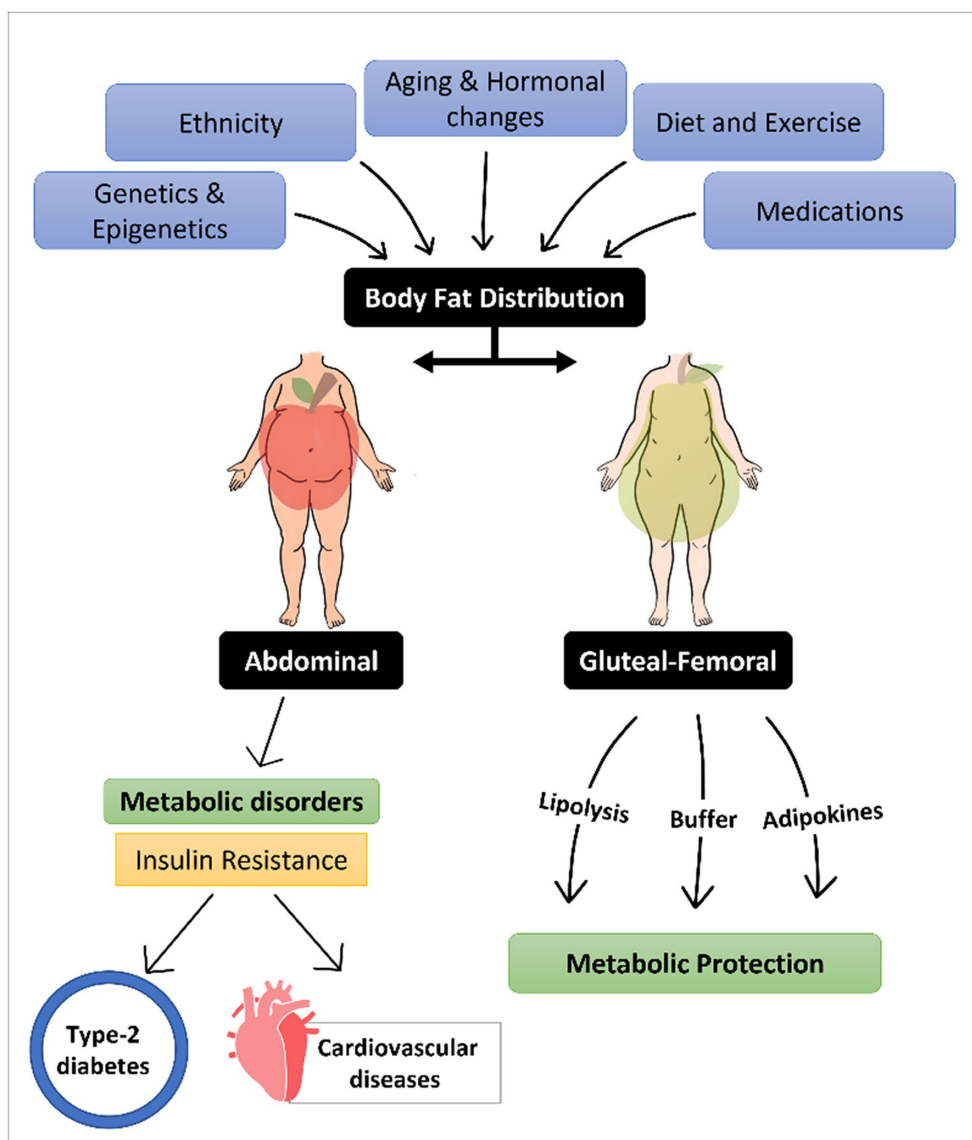 Aging & Hormonal
changes
Ethnicity
Diet and Exercise
Genetics &
Epigenetics
Medications
Body Fat Distribution
Abdominal
Gluteal-Femoral
Metabolic disorders
Insulin Resistance
Lipolysis
Buffer
Adipokines
Metabolic Protection
Type-2
diabetes
Cardiovascular
diseases